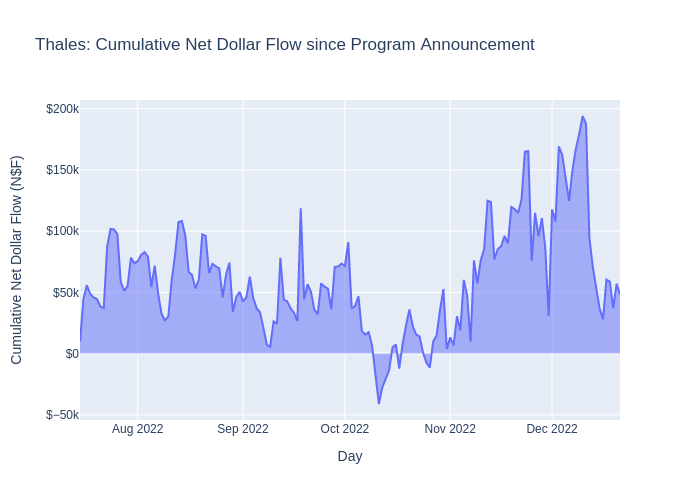 Thales: Cumulative Net Dollar Flow since Program Announcement
Cumulative Net Dollar Flow (N$F)
$200k
$150k
$100k
$50k
$0
$−50k
Aug 2022
Sep 2022
Oct 2022
Nov 2022
Dec 2022
Day